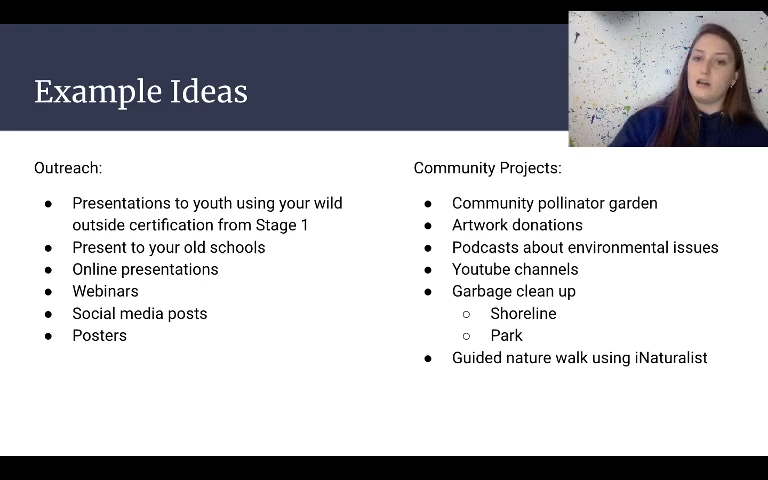 Example Ideas
Outreach:
● Presentations to youth using your wild
outside certification from Stage 1
● Present to your old schools
● Online presentations
● Webinars
● Social media posts
● Posters
Community Projects:
● Community pollinator garden
● Artwork donations
● Podcasts about environmental issues
● Youtube channels
● Garbage clean up
○ Shoreline
○ Park
● Guided nature walk using iNaturalist